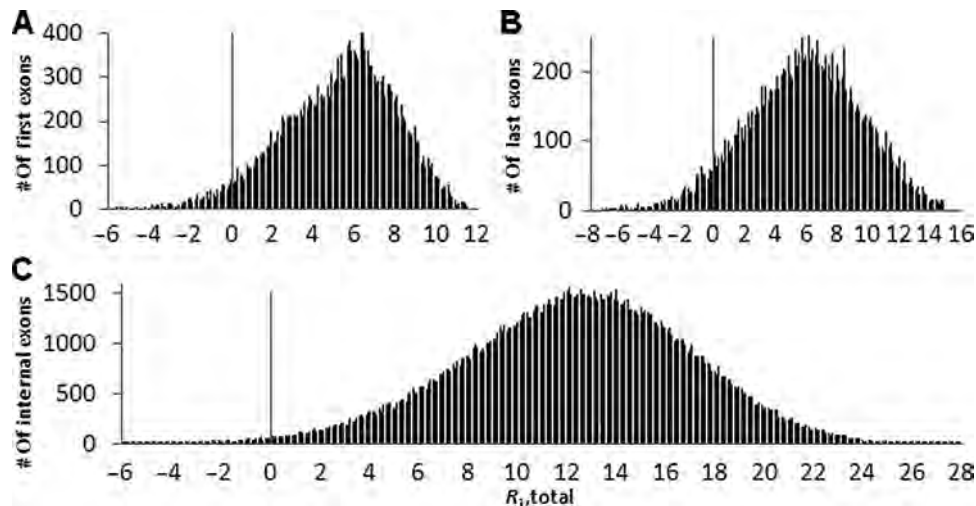 A
# Of first exons
400
300
200
100
0
−6 −4 −2 0 2 4 6 8 10 12
B
# Of last exons
200
100
0
−8 −6 −4 −2 0 2 4 6 8 10 12 14 16
C
# Of internal exons
1500
1000
500
0
−6 −4 −2 0 2 4 6 8 10 12 14 16 18 20 22 24 26 28
Ri,total